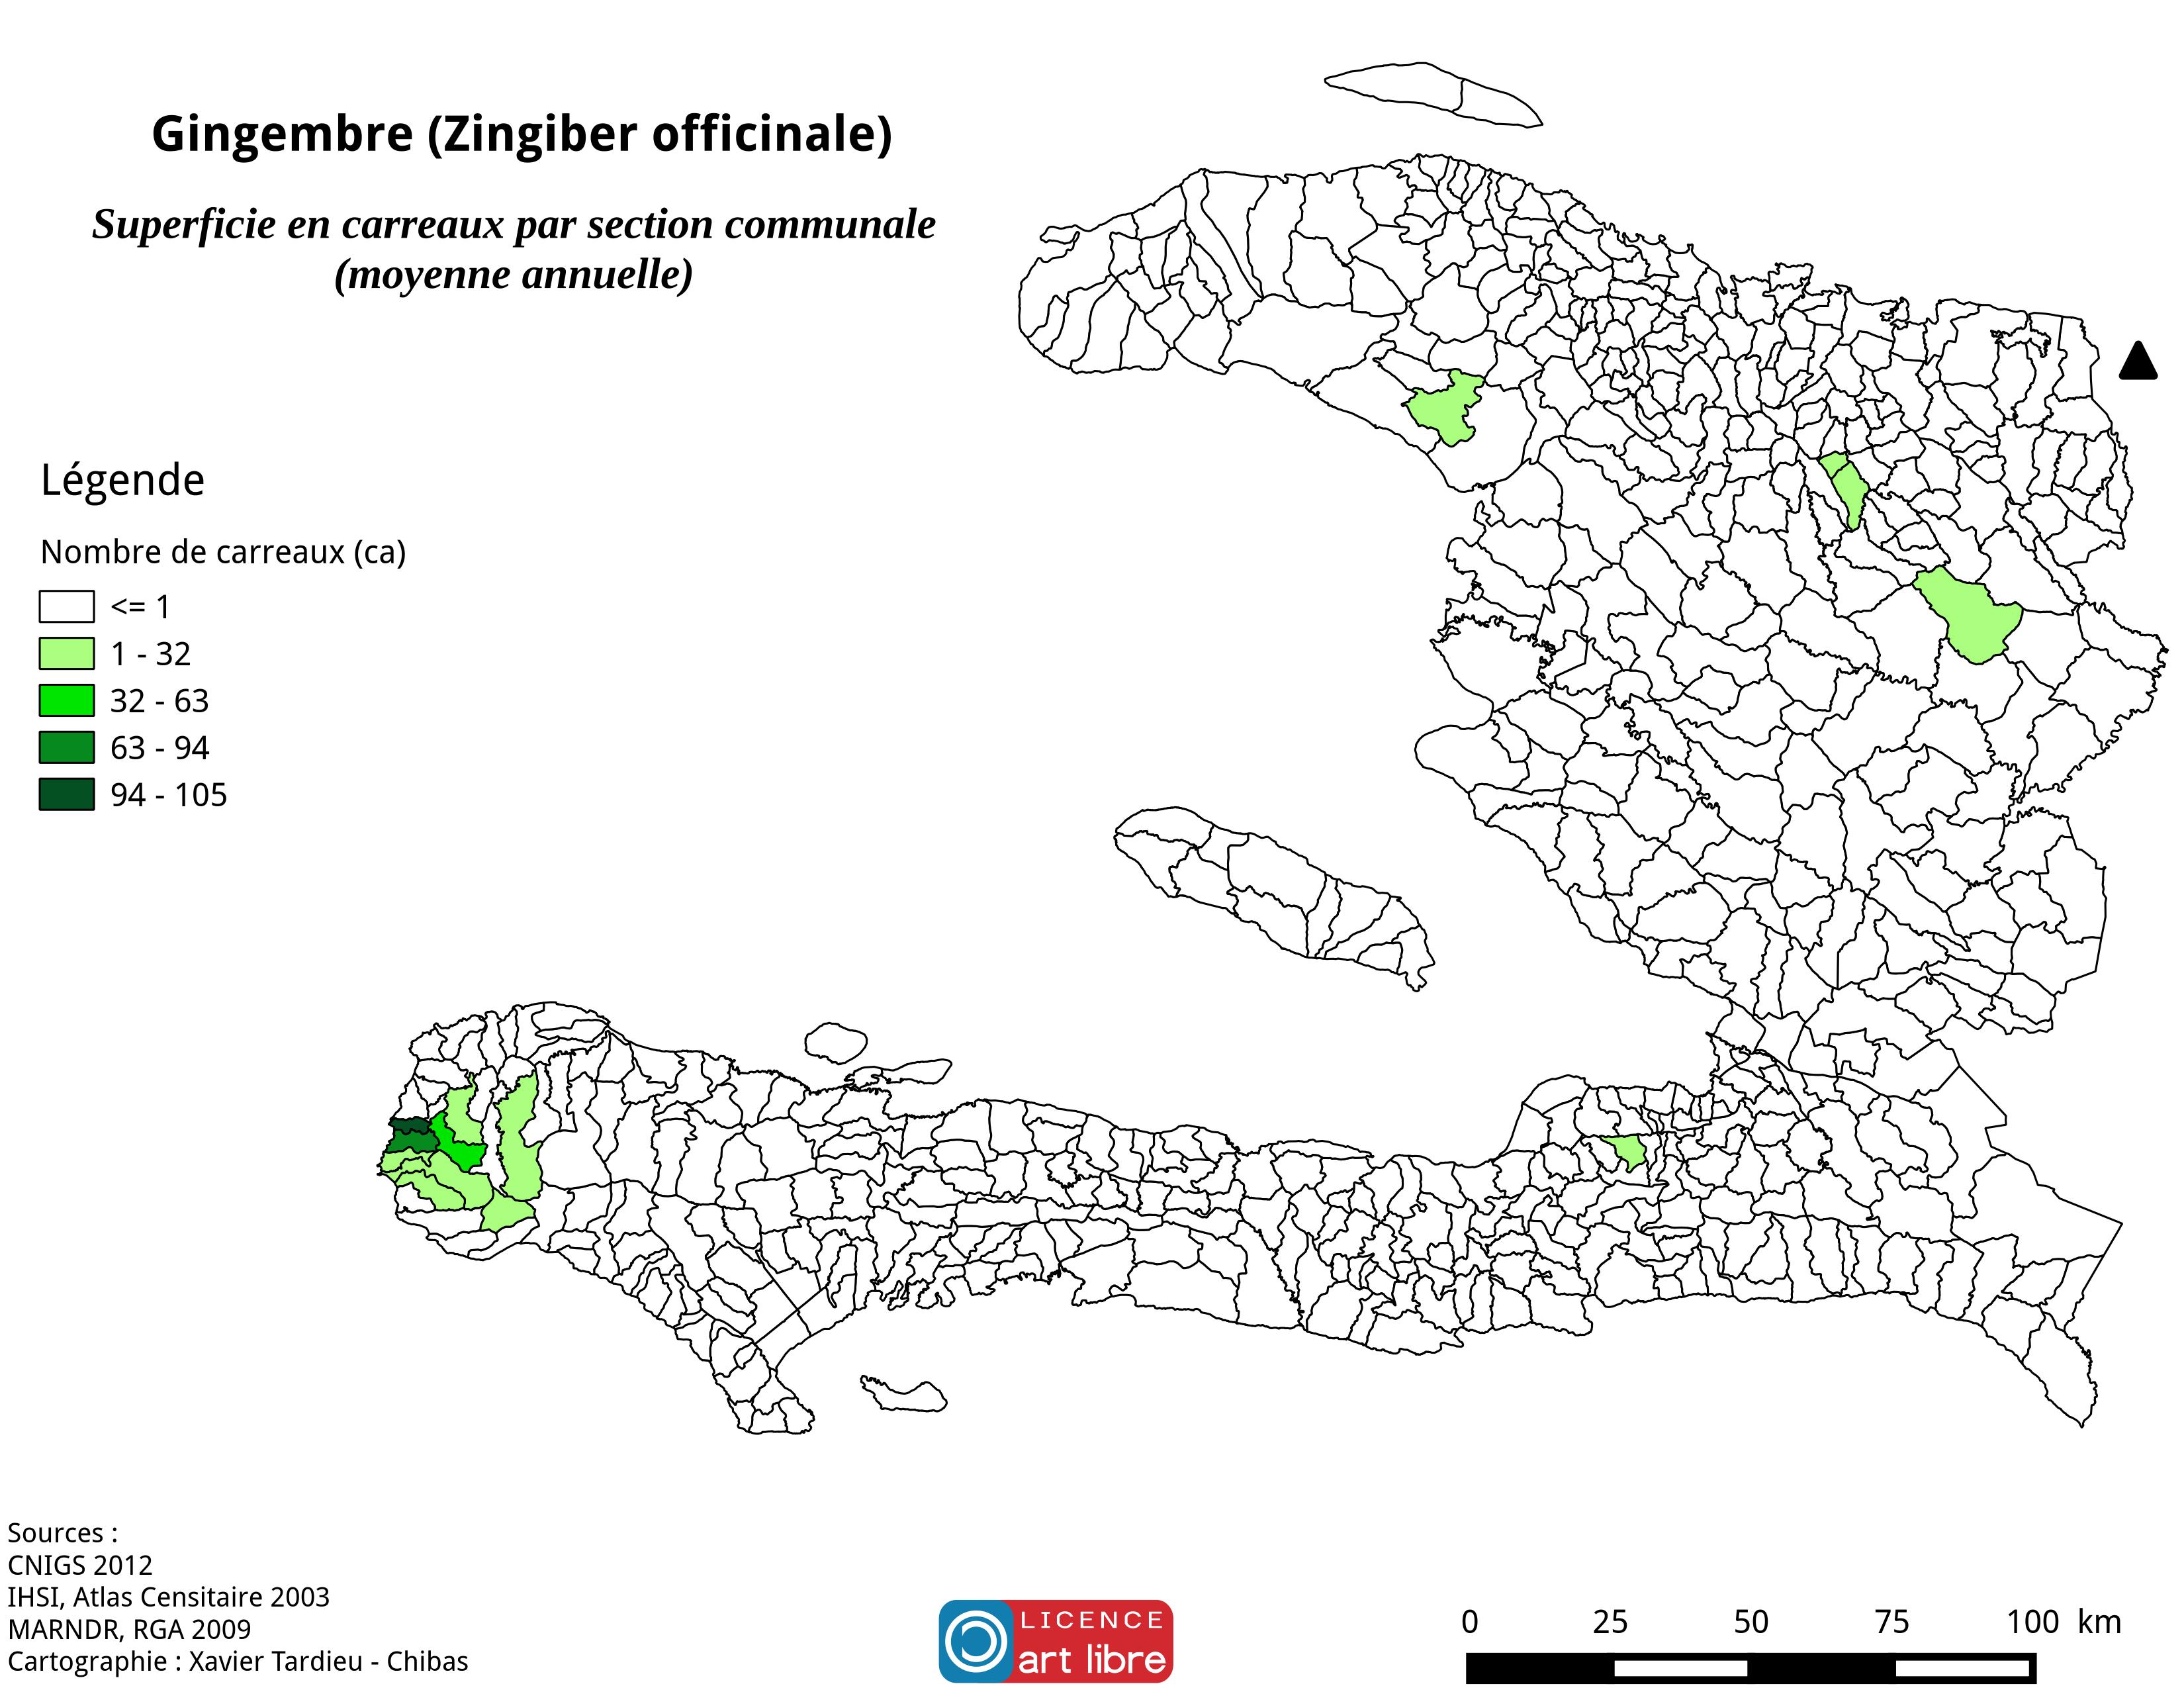 Gingembre (Zingiber officinale)
Superficie en carreaux par section communale
(moyenne annuelle)
Légende
Nombre de carreaux (ca)
<= 1
1 - 32
32 - 63
63 - 94
94 - 105
Sources :
CNIGS 2012
IHSI, Atlas Censitaire 2003
MARNDR, RGA 2009
Cartographie : Xavier Tardieu - Chibas
LICENCE
art libre
0 25 50 75 100 km